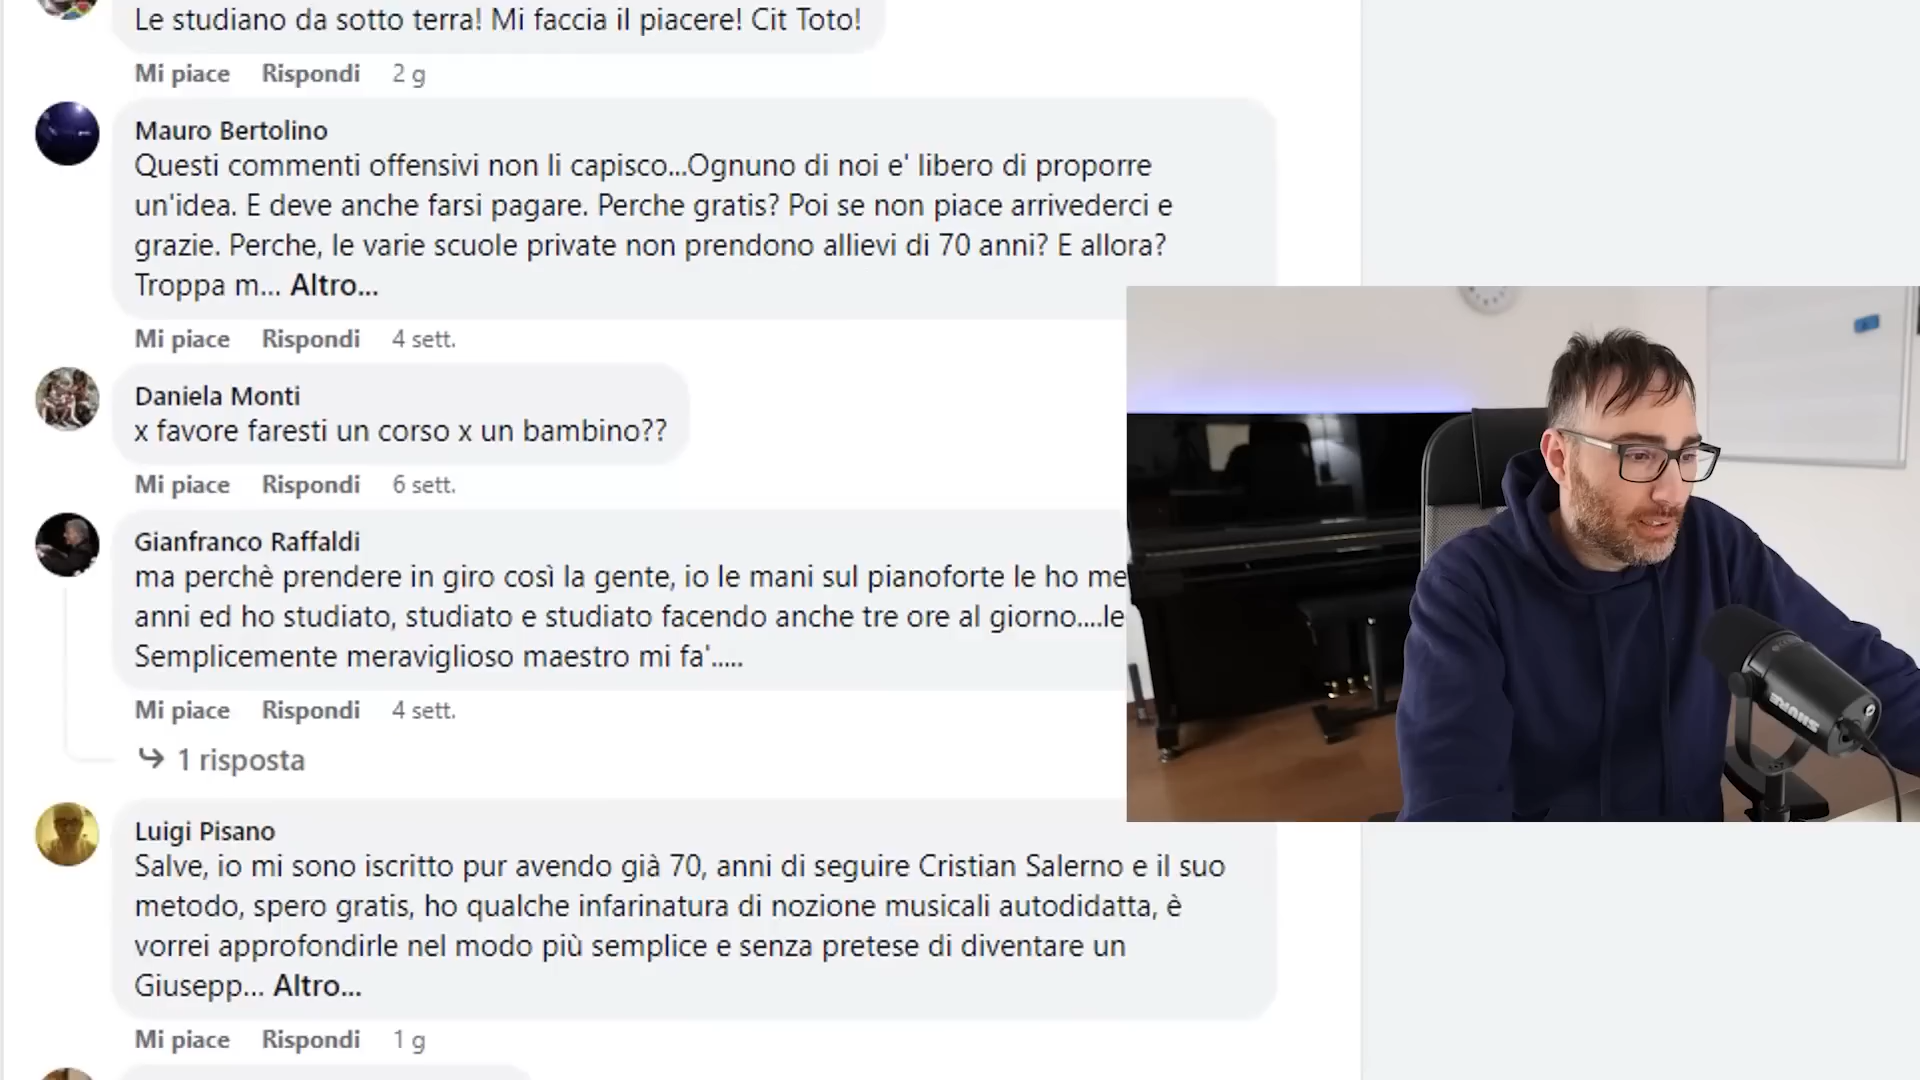 Le studiano da sotto terra! Mi faccia il piacere! Cit Toto!
Mi piace Rispondi 2 g
Mauro Bertolino
Questi commenti offensivi non li capisco...Ognuno di noi e' libero di proporre
un'idea. E deve anche farsi pagare. Perche gratis? Poi se non piace arrivederci e
grazie. Perche, le varie scuole private non prendono allievi di 70 anni? E allora?
Troppa m... Altro...
Mi piace Rispondi 4 sett.
Daniela Monti
x favore faresti un corso x un bambino??
Mi piace Rispondi 6 sett.
Gianfranco Raffaldi
ma perchè prendere in giro così la gente, io le mani sul pianoforte le ho me
anni ed ho studiato, studiato e studiato facendo anche tre ore al giorno....le
Semplicemente meraviglioso maestro mi fa'.....
Mi piace Rispondi 4 sett.
1 risposta
Luigi Pisano
Salve, io mi sono iscritto pur avendo già 70, anni di seguire Cristian Salerno e il suo
metodo, spero gratis, ho qualche infarinatura di nozione musicali autodidatta, è
vorrei approfondirle nel modo più semplice e senza pretese di diventare un
Giusepp... Altro...
Mi piace Rispondi 1 g
SHURE